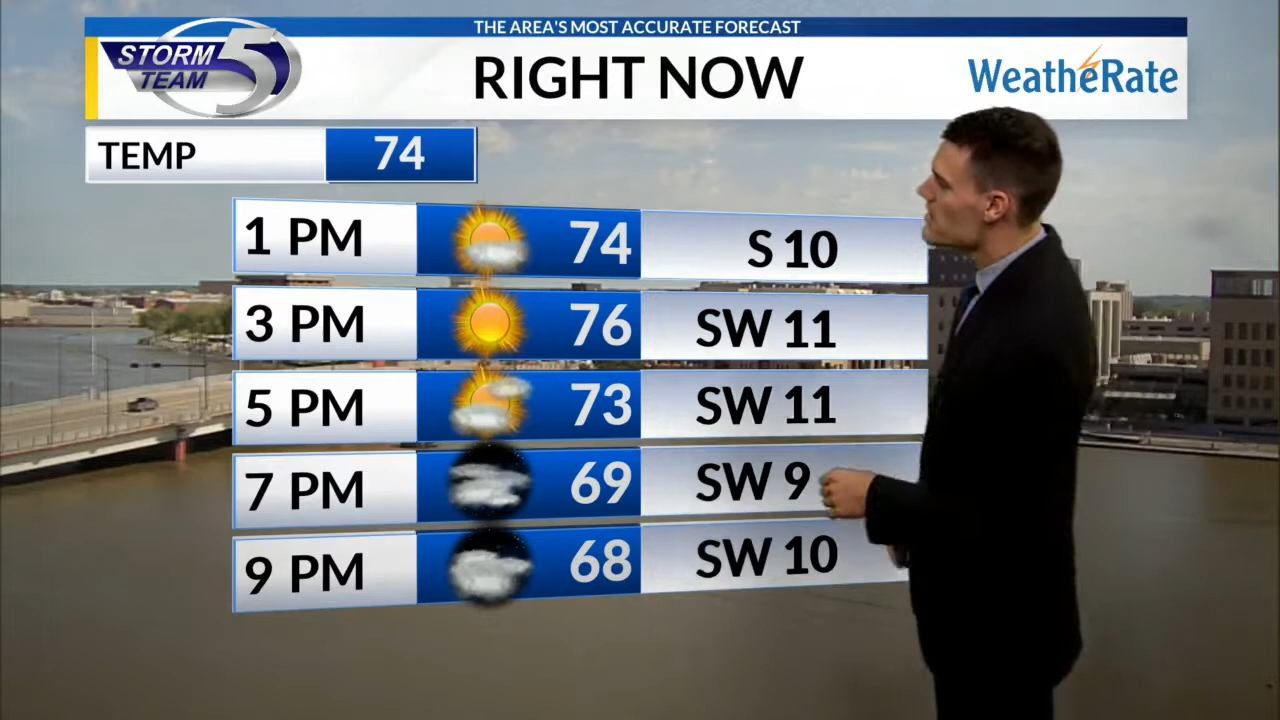 THE AREA'S MOST ACCURATE FORECAST
STORM TEAM 5
RIGHT NOW
WeatheRate
TEMP 74
1 PM 74 S 10
3 PM 76 SW 11
5 PM 73 SW 11
7 PM 69 SW 9
9 PM 68 SW 10